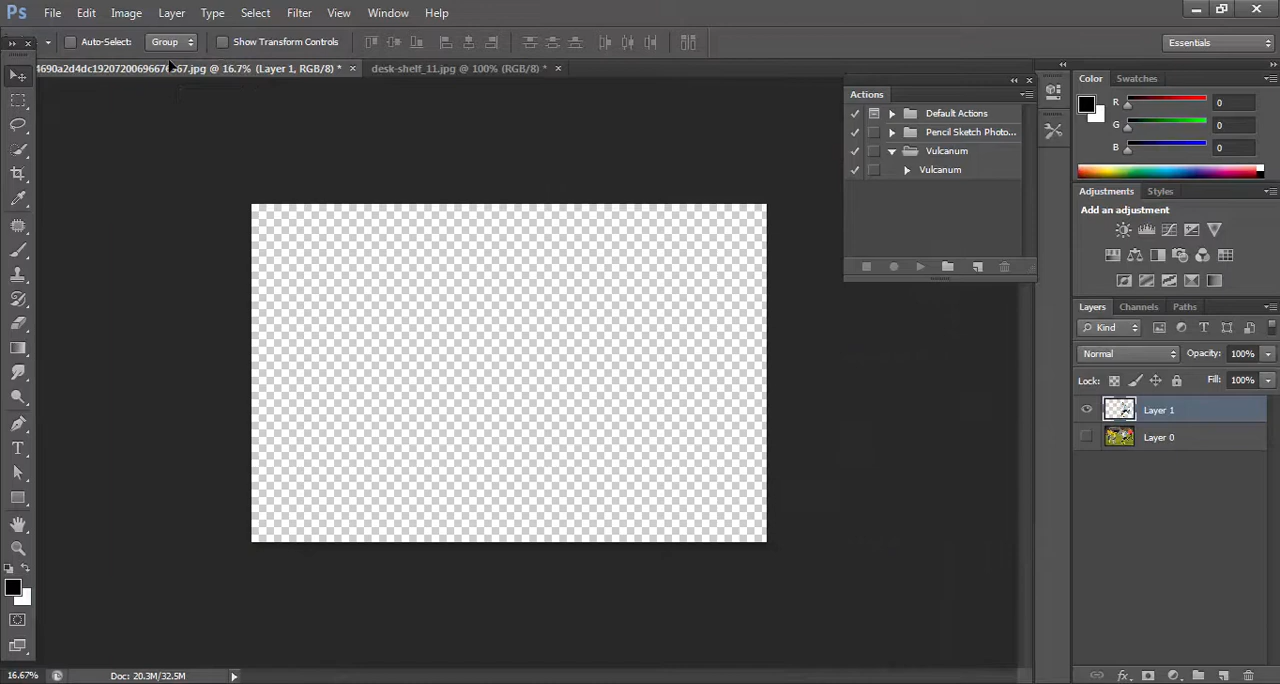 Ps File Edit Image Layer Type Select Filter View Window Help
Auto-Select: Group Show Transform Controls Essentials
@ 16.7% (Layer 1, RGB/8) * × desk-shelf_11.jpg @ 100% (RGB/8) * ×
Actions
Default Actions
Pencil Sketch Photo...
Vulcanum
Vulcanum
Color Swatches
R 0
G 0
B 0
Adjustments Styles
Add an adjustment
Layers Channels Paths
Kind T
Normal Opacity: 100%
Lock: Fill: 100%
Layer 1
Layer 0
T
fx
16.67% Doc: 20.3M/32.5M